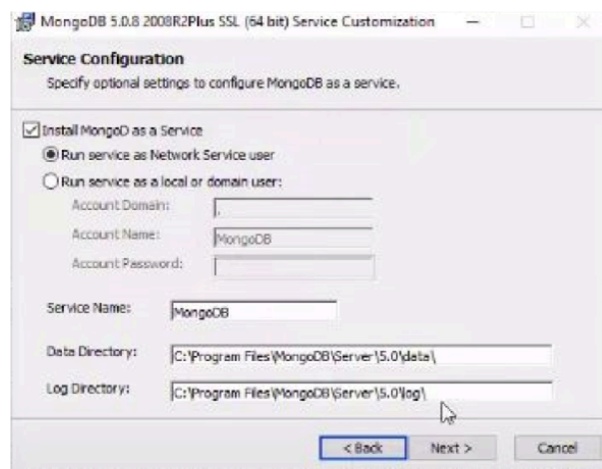 MongoDB 5.0.8 2008R2Plus SSL (64 bit) Service Customization
Service Configuration
Specify optional settings to configure MongoDB as a service.
Install MongoD as a Service
Run service as Network Service user
Run service as a local or domain user:
Account Domain: .
Account Name: MongoDB
Account Password:
Service Name: MongoDB
Data Directory: C:\Program Files\MongoDB\Server\5.0\data\
Log Directory: C:\Program Files\MongoDB\Server\5.0\log\
< Back Next > Cancel